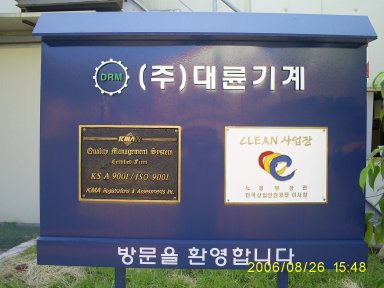 DRM (주)대륜기계
KMA
Quality Management System
Certified Firm
KS A 9001/ISO 9001
KMA Registrations & Assessments Inc.
CLEAN 사업장
노동부장관
한국산업안전공단 이사장
방문을 환영합니다
2006/08/26 15:48